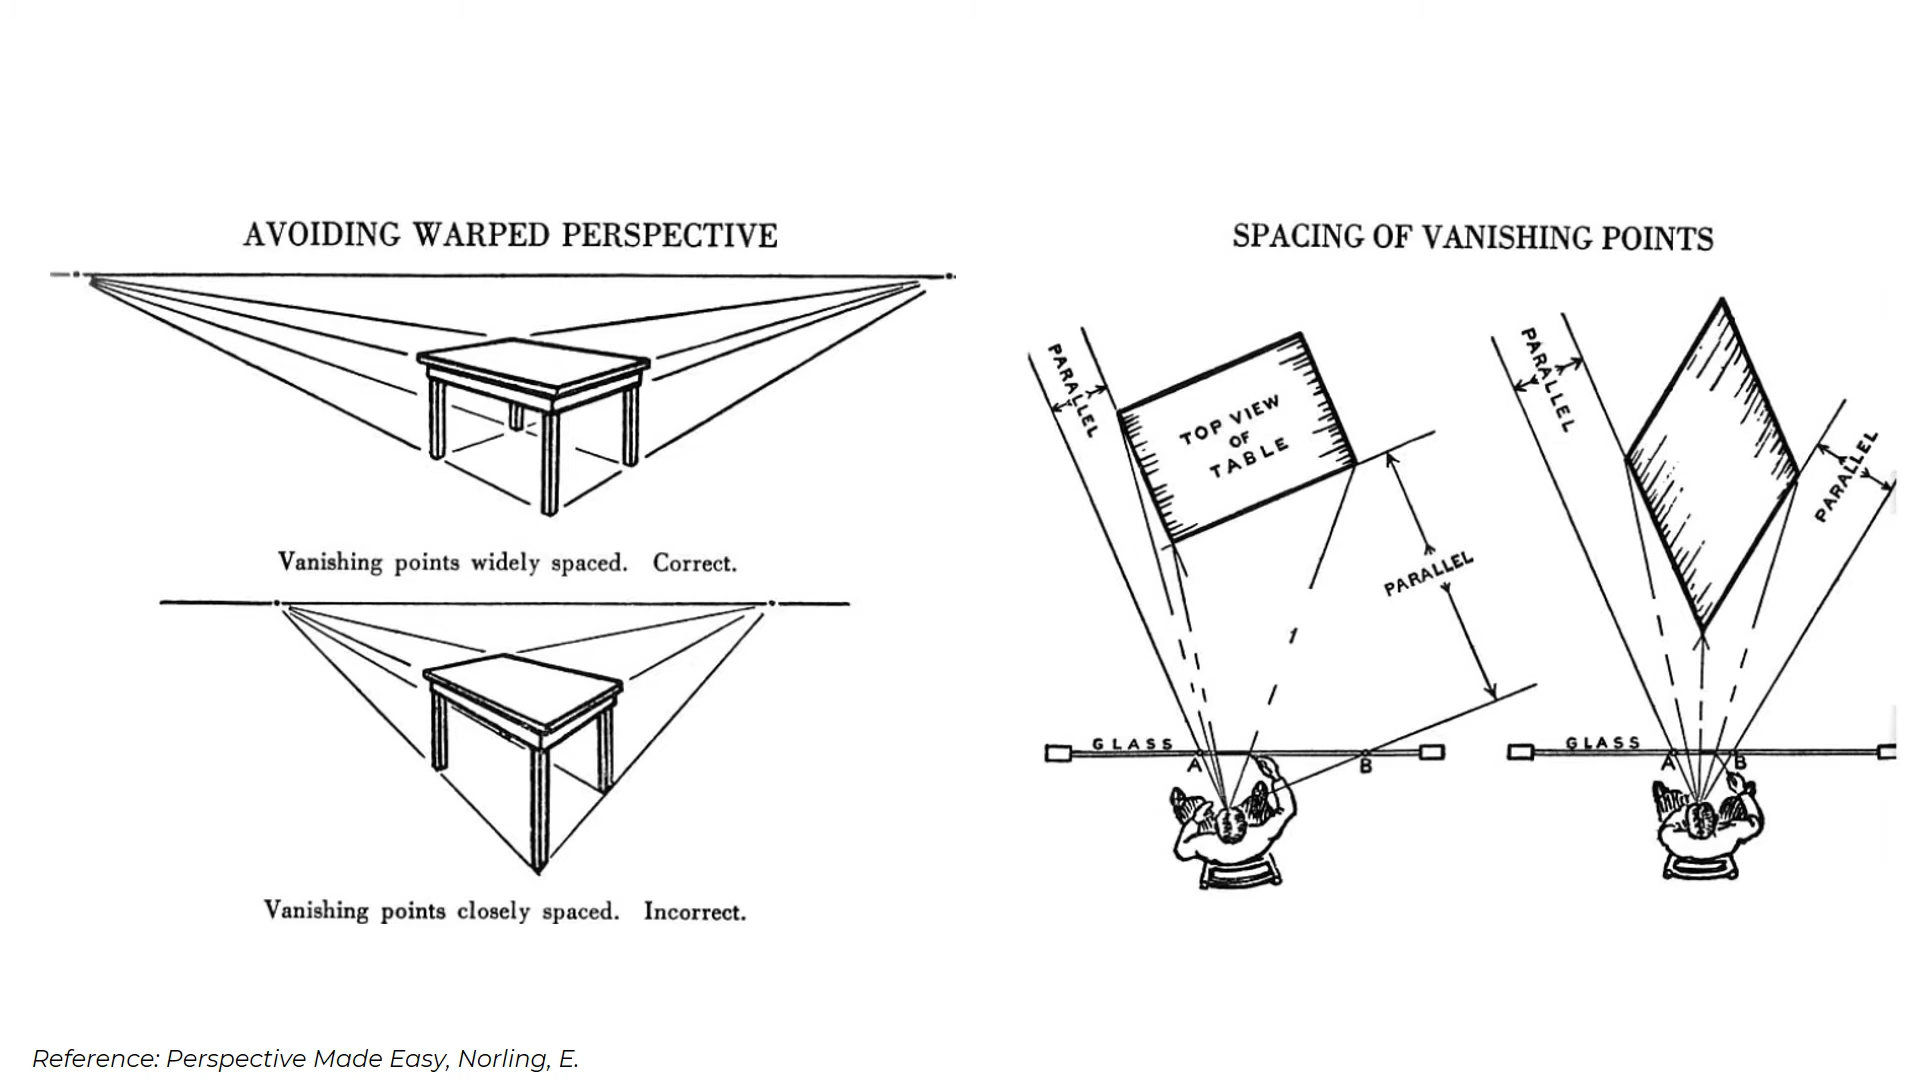 AVOIDING WARPED PERSPECTIVE
Vanishing points widely spaced. Correct.
Vanishing points closely spaced. Incorrect.
SPACING OF VANISHING POINTS
PARALLEL
TOP VIEW
OF
TABLE
PARALLEL
1
GLASS
A
B
PARALLEL
PARALLEL
GLASS
A
B
Reference: Perspective Made Easy, Norling, E.